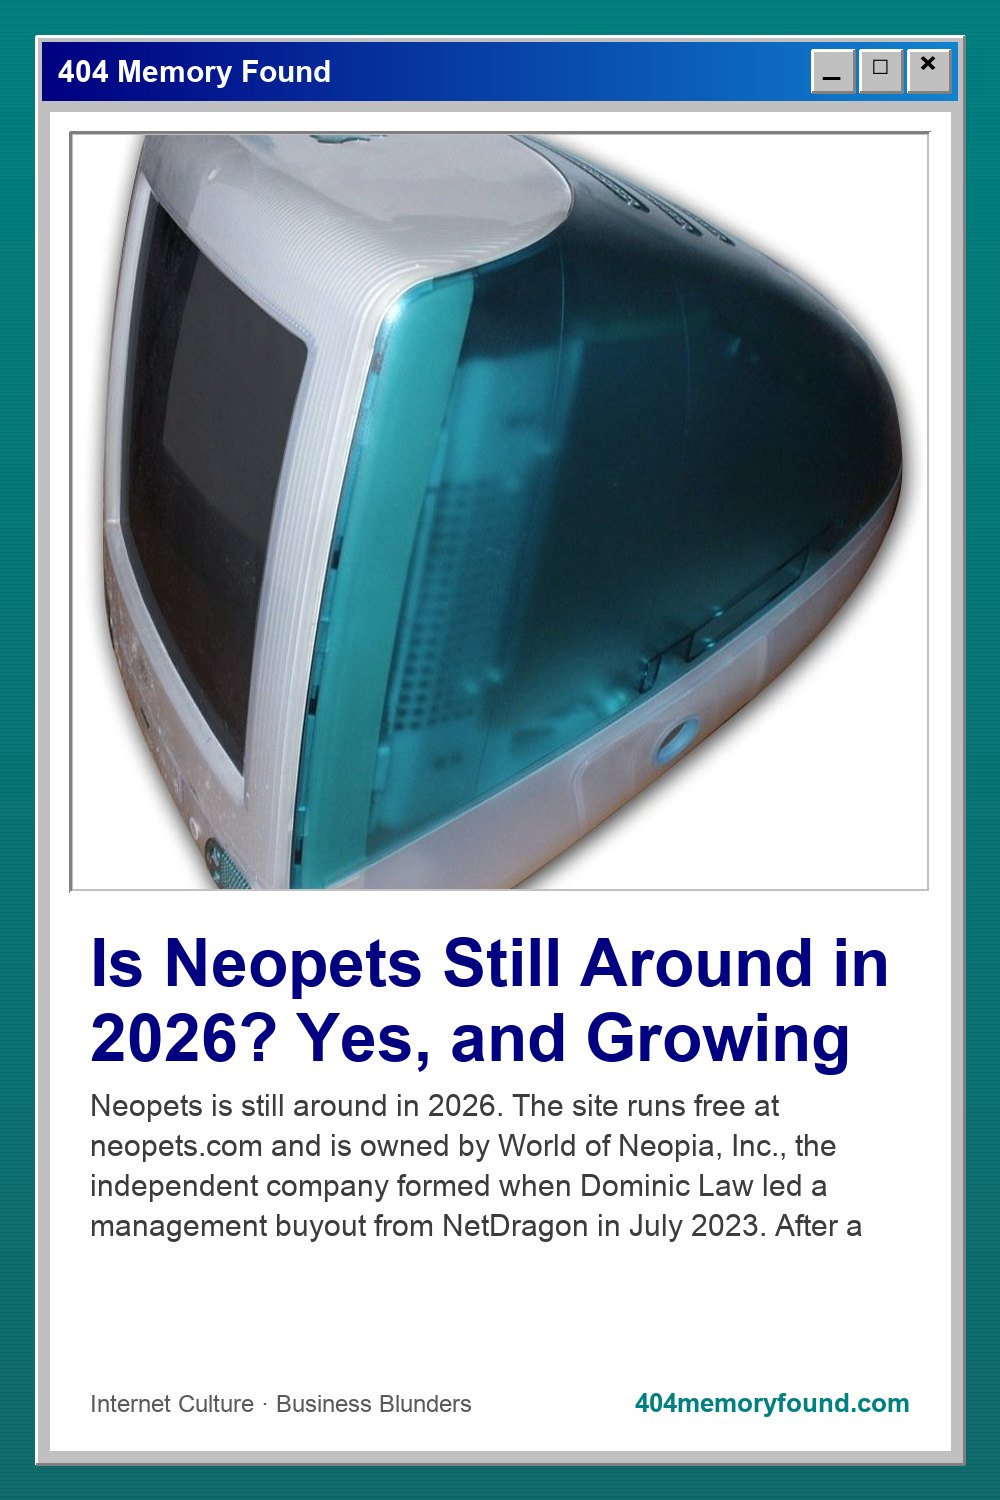 404 Memory Found
Is Neopets Still Around in
2026? Yes, and Growing
Neopets is still around in 2026. The site runs free at
neopets.com and is owned by World of Neopia, Inc., the
independent company formed when Dominic Law led a
management buyout from NetDragon in July 2023. After a
Internet Culture · Business Blunders
404memoryfound.com